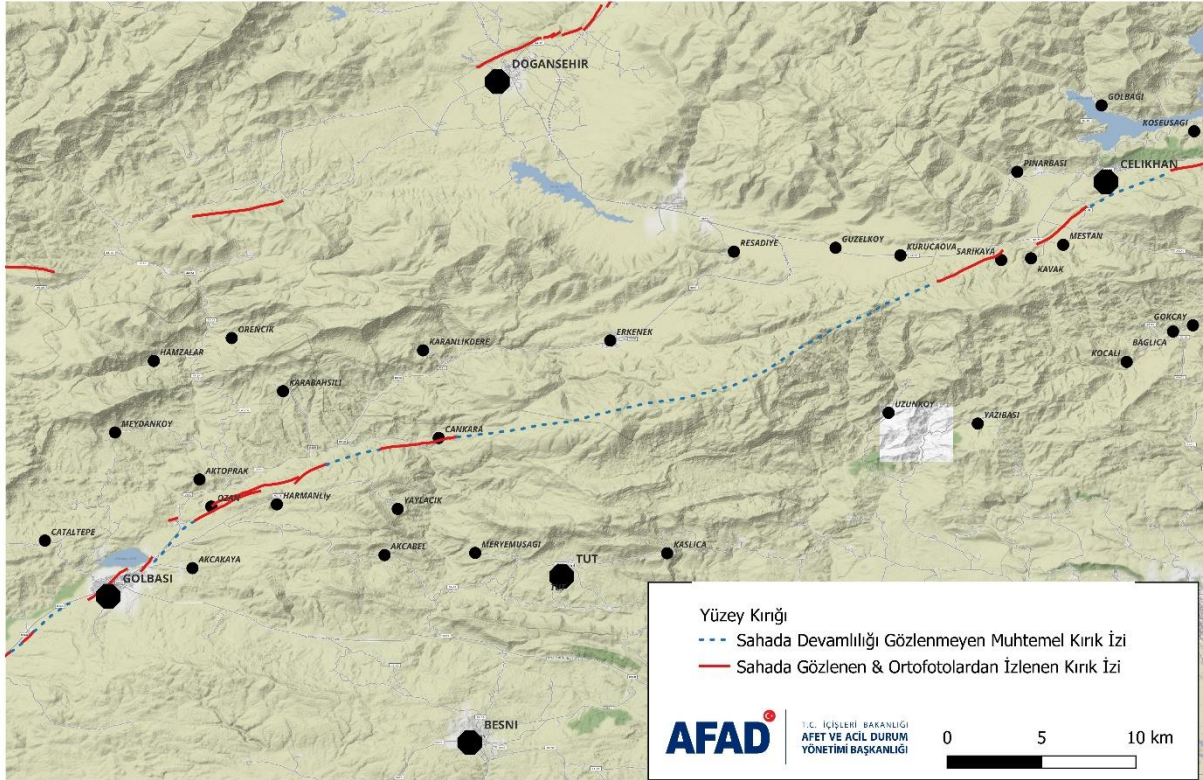 DOGANSEHIR
GOLBAGI
KOSEUSAGI
PINARBASI
CELIKHAN
RESADIYE
GUZELKOY
KURUCAOVA
SARIKAYA
MESTAN
KAVAK
ORENCIK
HAMZALAR
KARANLIKDERE
ERKENEK
GOKCAY
BAGLICA
KOCALI
KARABAHSILI
MEYDANKOY
CANKARA
UZUNKOY
YAZIBASI
AKTOPRAK
OZAN
HARMANLIy
YAYLACIK
CATALTEPE
AKCAKAYA
AKCABEL
MERYEMUSAGI
TUT
KASLICA
GOLBASI
BESNI
Yüzey Kırığı
Sahada Devamlılığı Gözlenmeyen Muhtemel Kırık İzi
Sahada Gözlenen & Ortofotolardan İzlenen Kırık İzi
AFAD
T.C. İÇİŞLERİ BAKANLIĞI
AFET VE ACİL DURUM
YÖNETİMİ BAŞKANLIĞI
0 5 10 km